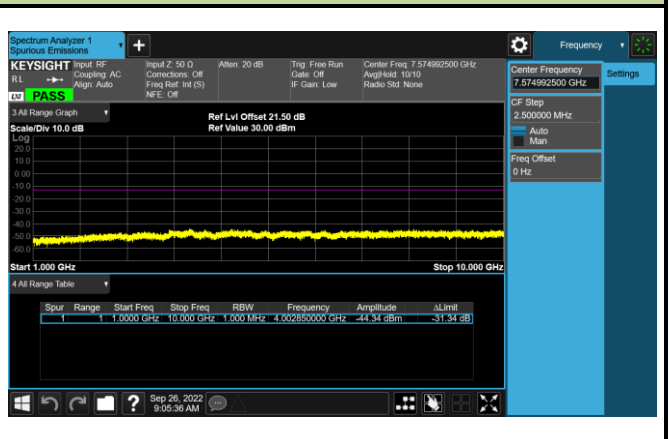 Spectrum Analyzer 1
Spurious Emissions
+
Frequency
KEYSIGHT
R L
LXI
PASS
Input: RF
Coupling: AC
Align: Auto
Input Z: 50 Ω
Corrections: Off
Freq Ref: Int (S)
NFE: Off
Atten: 20 dB
Trig: Free Run
Gate: Off
IF Gain: Low
Center Freq: 7.574992500 GHz
Avg|Hold: 10/10
Radio Std: None
Center Frequency
7.574992500 GHz
Settings
CF Step
2.500000 MHz
Auto
Man
Freq Offset
0 Hz
3 All Range Graph
Scale/Div 10.0 dB
Ref Lvl Offset 21.50 dB
Ref Value 30.00 dBm
Log
20.0
10.0
0.00
-10.0
-20.0
-30.0
-40.0
-50.0
-60.0
Start 1.000 GHz
Stop 10.000 GHz
4 All Range Table
Spur Range Start Freq Stop Freq RBW Frequency Amplitude ΔLimit
1 1 1.0000 GHz 10.000 GHz 1.000 MHz 4.002850000 GHz -44.34 dBm -31.34 dB
?
Sep 26, 2022
9:05:36 AM